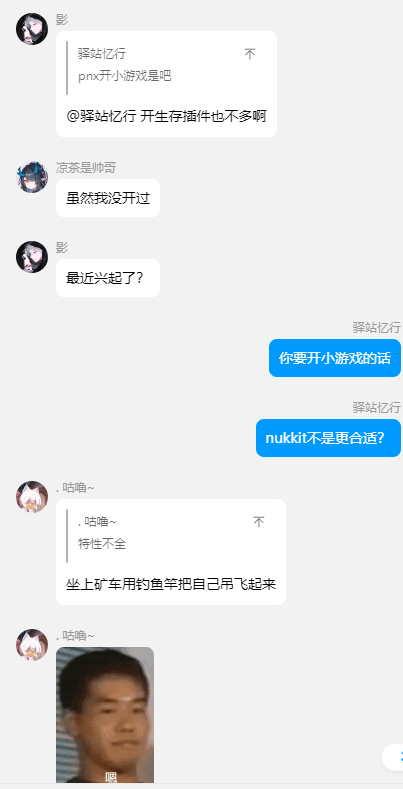 影
驿站忆行
pnx开小游戏是吧
@驿站忆行 开生存插件也不多啊
凉茶是帅哥
虽然我没开过
影
最近兴起了?
驿站忆行
你要开小游戏的话
驿站忆行
nukkit不是更合适?
. 咕噜~
. 咕噜~
特性不全
坐上矿车用钓鱼竿把自己吊飞起来
. 咕噜~
嗯